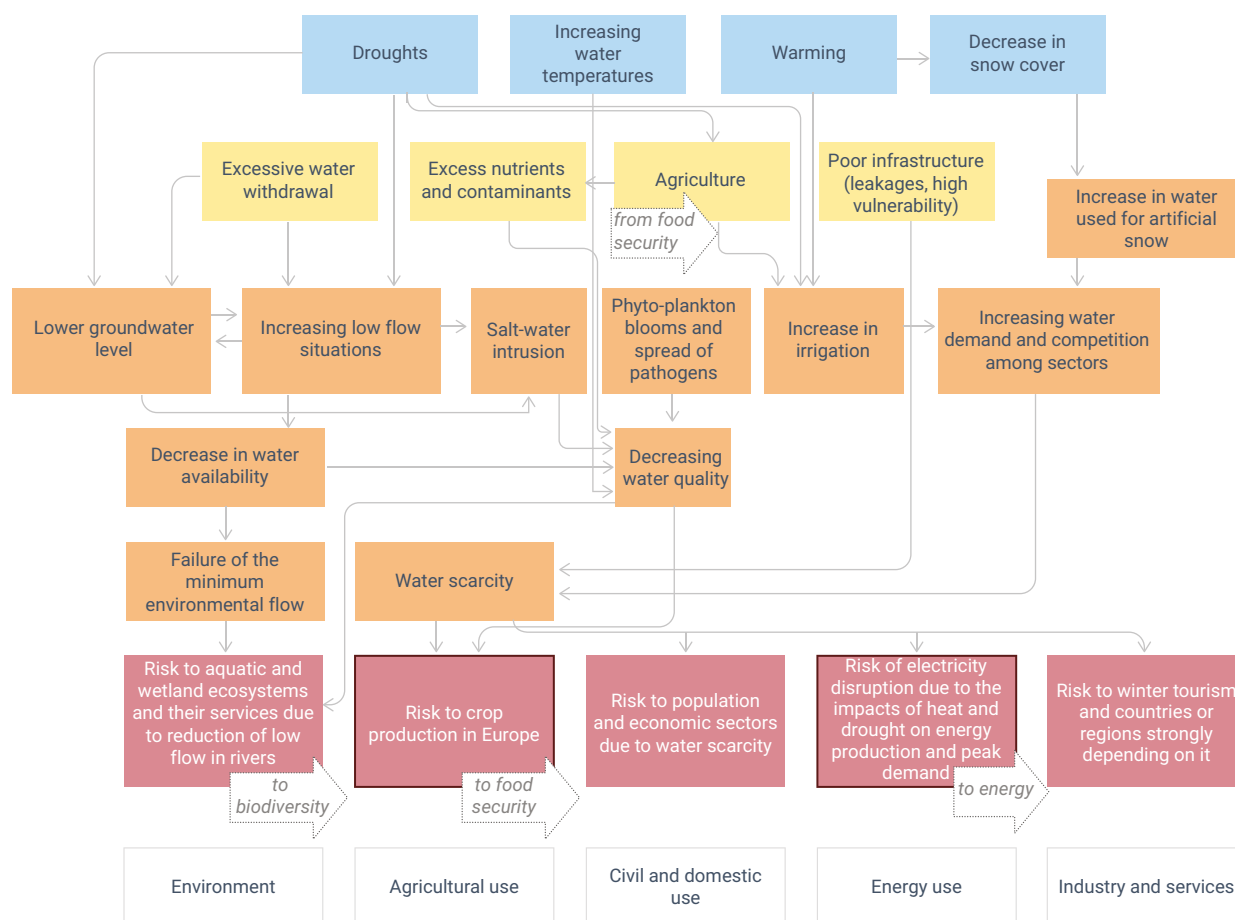 Droughts
Increasing
water
temperatures
Warming
Decrease in
snow cover
Excessive water
withdrawal
Excess nutrients
and contaminants
Agriculture
Poor infrastructure
(leakages, high
vulnerability)
Increase in water
used for artificial
snow
from food
security
Lower groundwater
level
Increasing low flow
situations
Salt-water
intrusion
Phyto-plankton
blooms and
spread of
pathogens
Increase in
irrigation
Increasing water
demand and competition
among sectors
Decrease in water
availability
Decreasing
water quality
Failure of the
minimum
environmental flow
Water scarcity
Risk to aquatic and
wetland ecosystems
and their services due
to reduction of low
flow in rivers
Risk to crop
production in Europe
Risk to population
and economic sectors
due to water scarcity
Risk of electricity
disruption due to the
impacts of heat and
drought on energy
production and peak
demand
Risk to winter tourism
and countries or
regions strongly
depending on it
to
biodiversity
to food
security
to energy
Environment
Agricultural use
Civil and domestic
use
Energy use
Industry and services